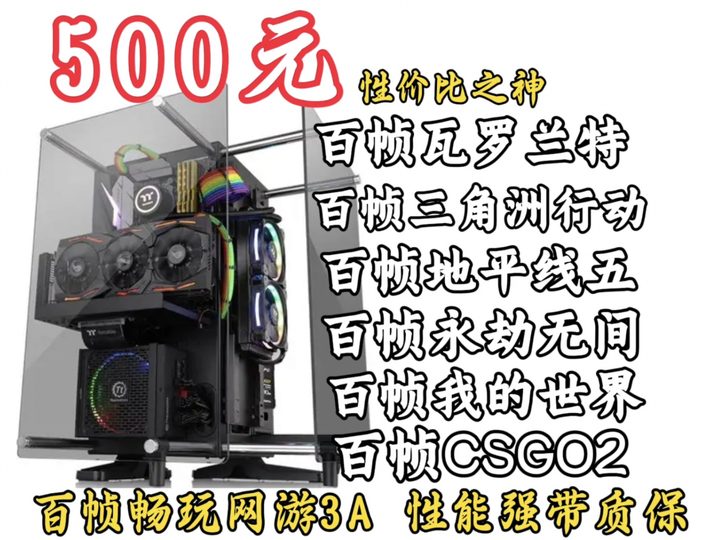 500元
性价比之神
百帧瓦罗兰特
百帧三角洲行动
百帧地平线五
百帧永劫无间
百帧我的世界
百帧CSGO2
百帧畅玩网游3A 性能强带质保